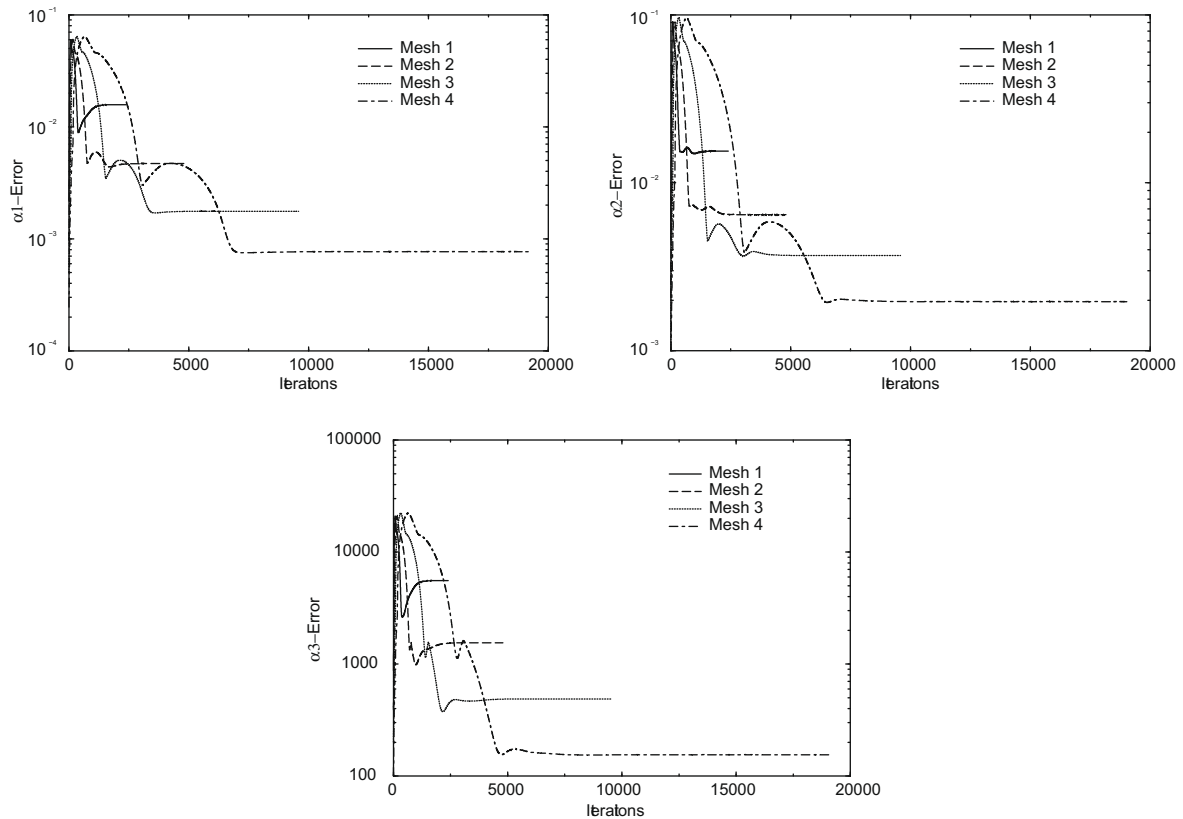 10⁻¹
10⁻²
10⁻³
10⁻⁴
α1−Error
Mesh 1
Mesh 2
Mesh 3
Mesh 4
0 5000 10000 15000 20000
Iteratons
10⁻¹
10⁻²
10⁻³
α2−Error
Mesh 1
Mesh 2
Mesh 3
Mesh 4
0 5000 10000 15000 20000
Iteratons
100000
10000
1000
100
α3−Error
Mesh 1
Mesh 2
Mesh 3
Mesh 4
0 5000 10000 15000 20000
Iteratons